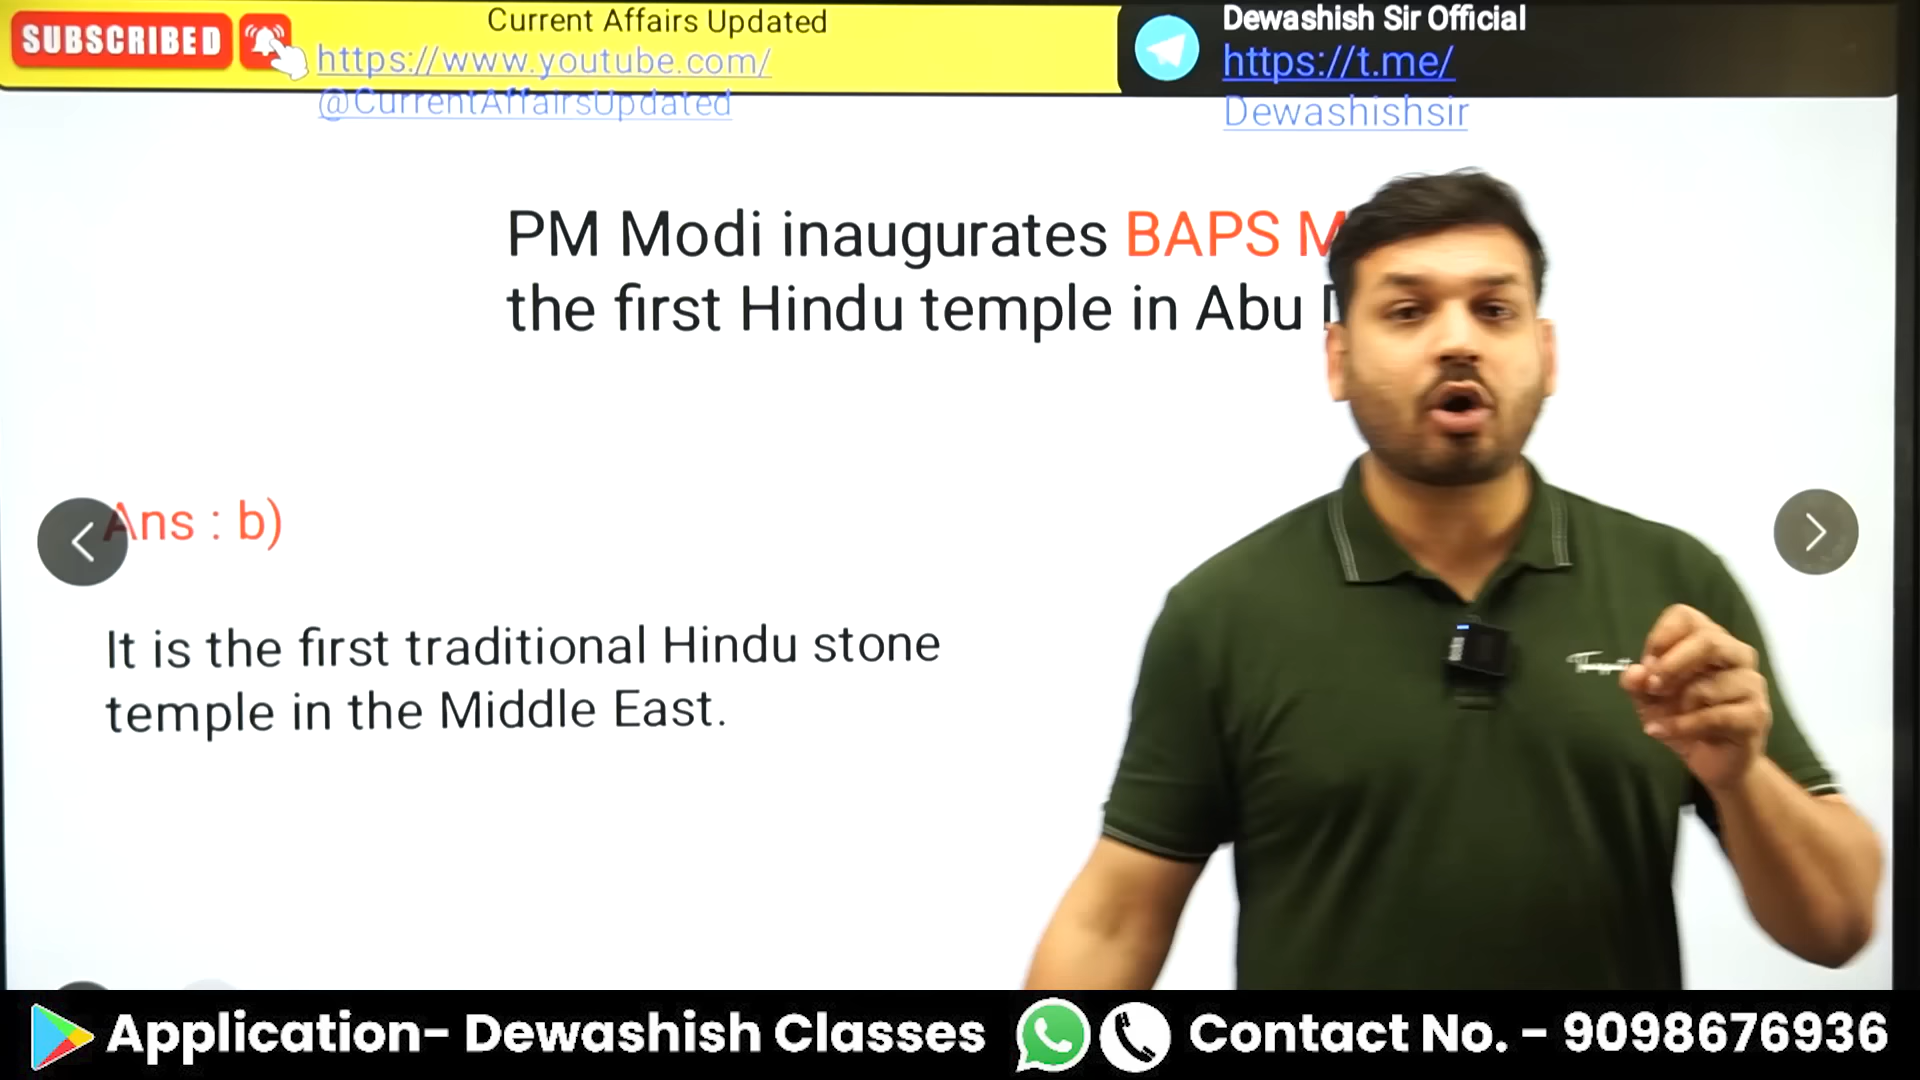 SUBSCRIBED
Current Affairs Updated
https://www.youtube.com/
@CurrentAffairsUpdated
Dewashish Sir Official
https://t.me/
Dewashishsir
PM Modi inaugurates BAPS
the first Hindu temple in Abu
Ans : b)
It is the first traditional Hindu stone
temple in the Middle East.
Application- Dewashish Classes
Contact No. - 9098676936